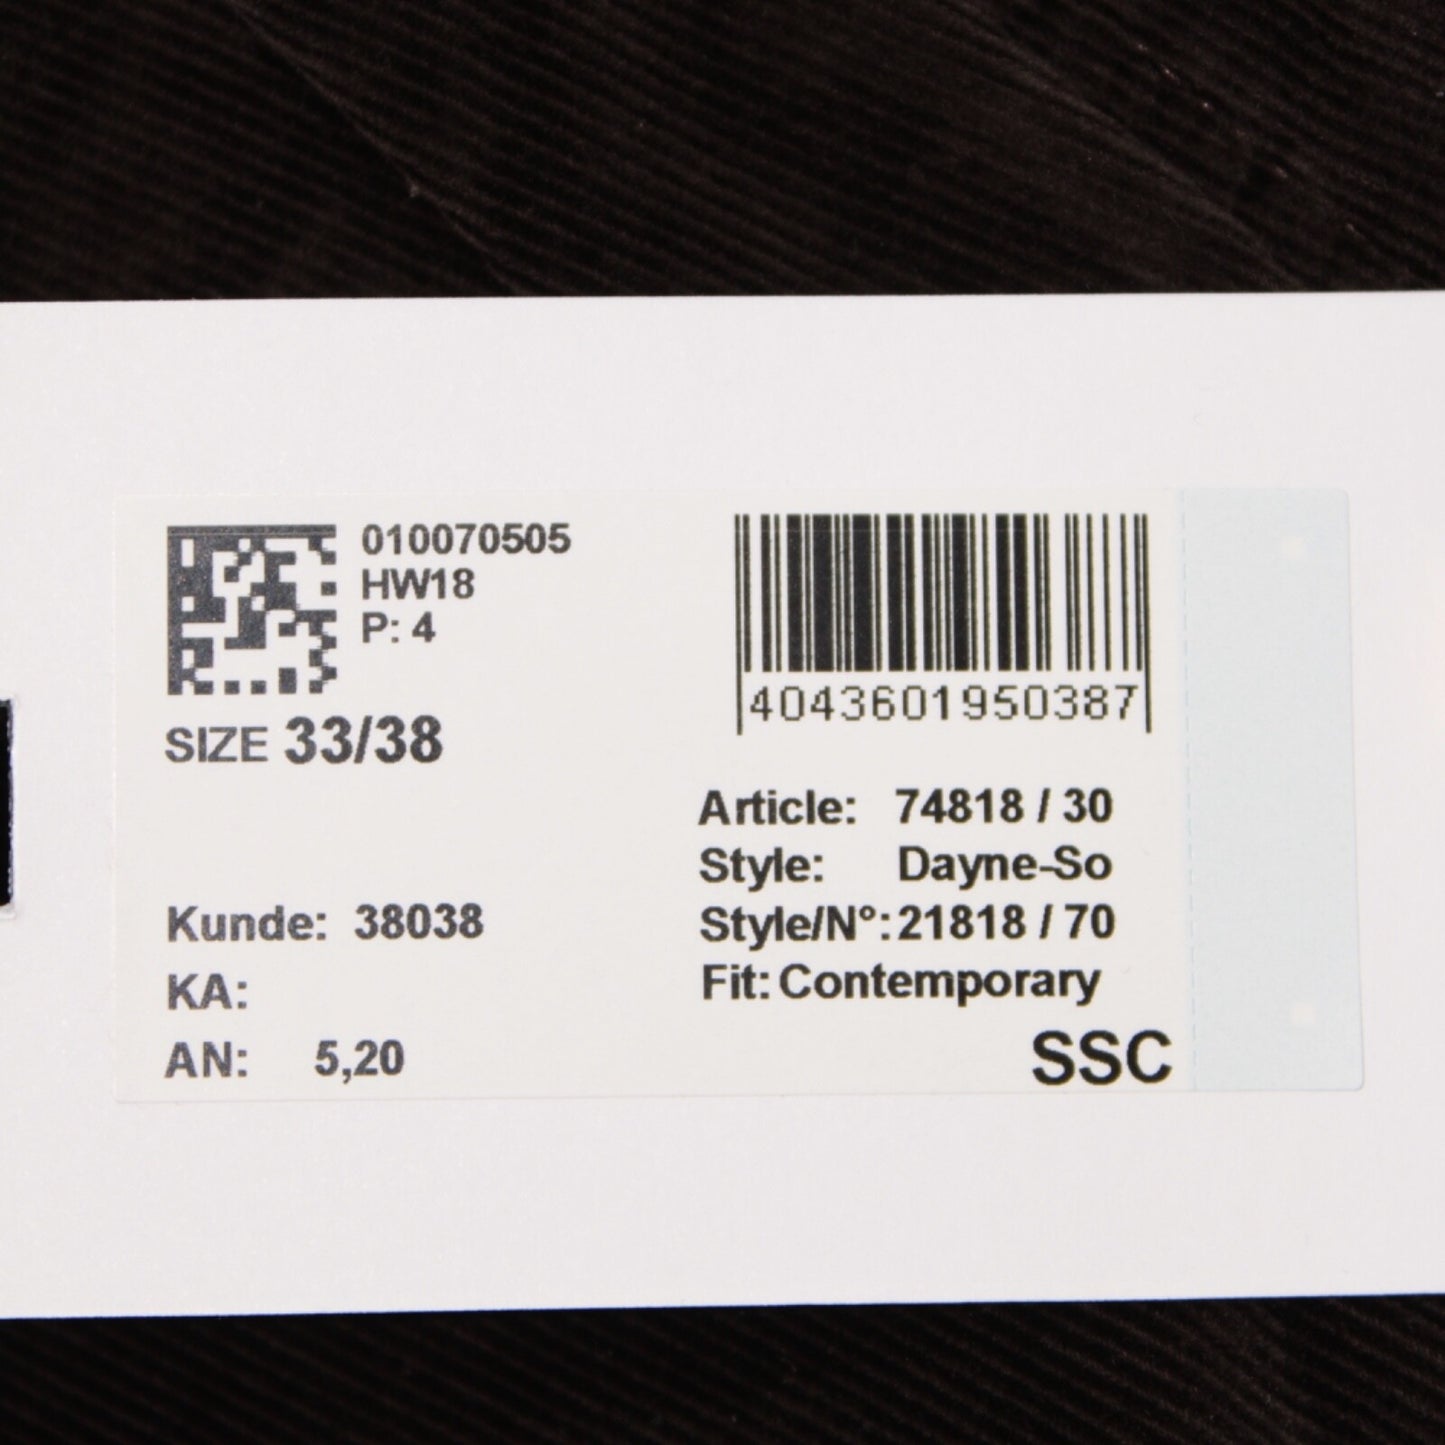 010070505
HW18
P: 4
SIZE 33/38
4043601950387
Article: 74818 / 30
Style: Dayne-So
Kunde: 38038
Style/N°: 21818 / 70
KA:
Fit: Contemporary
AN: 5,20
SSC